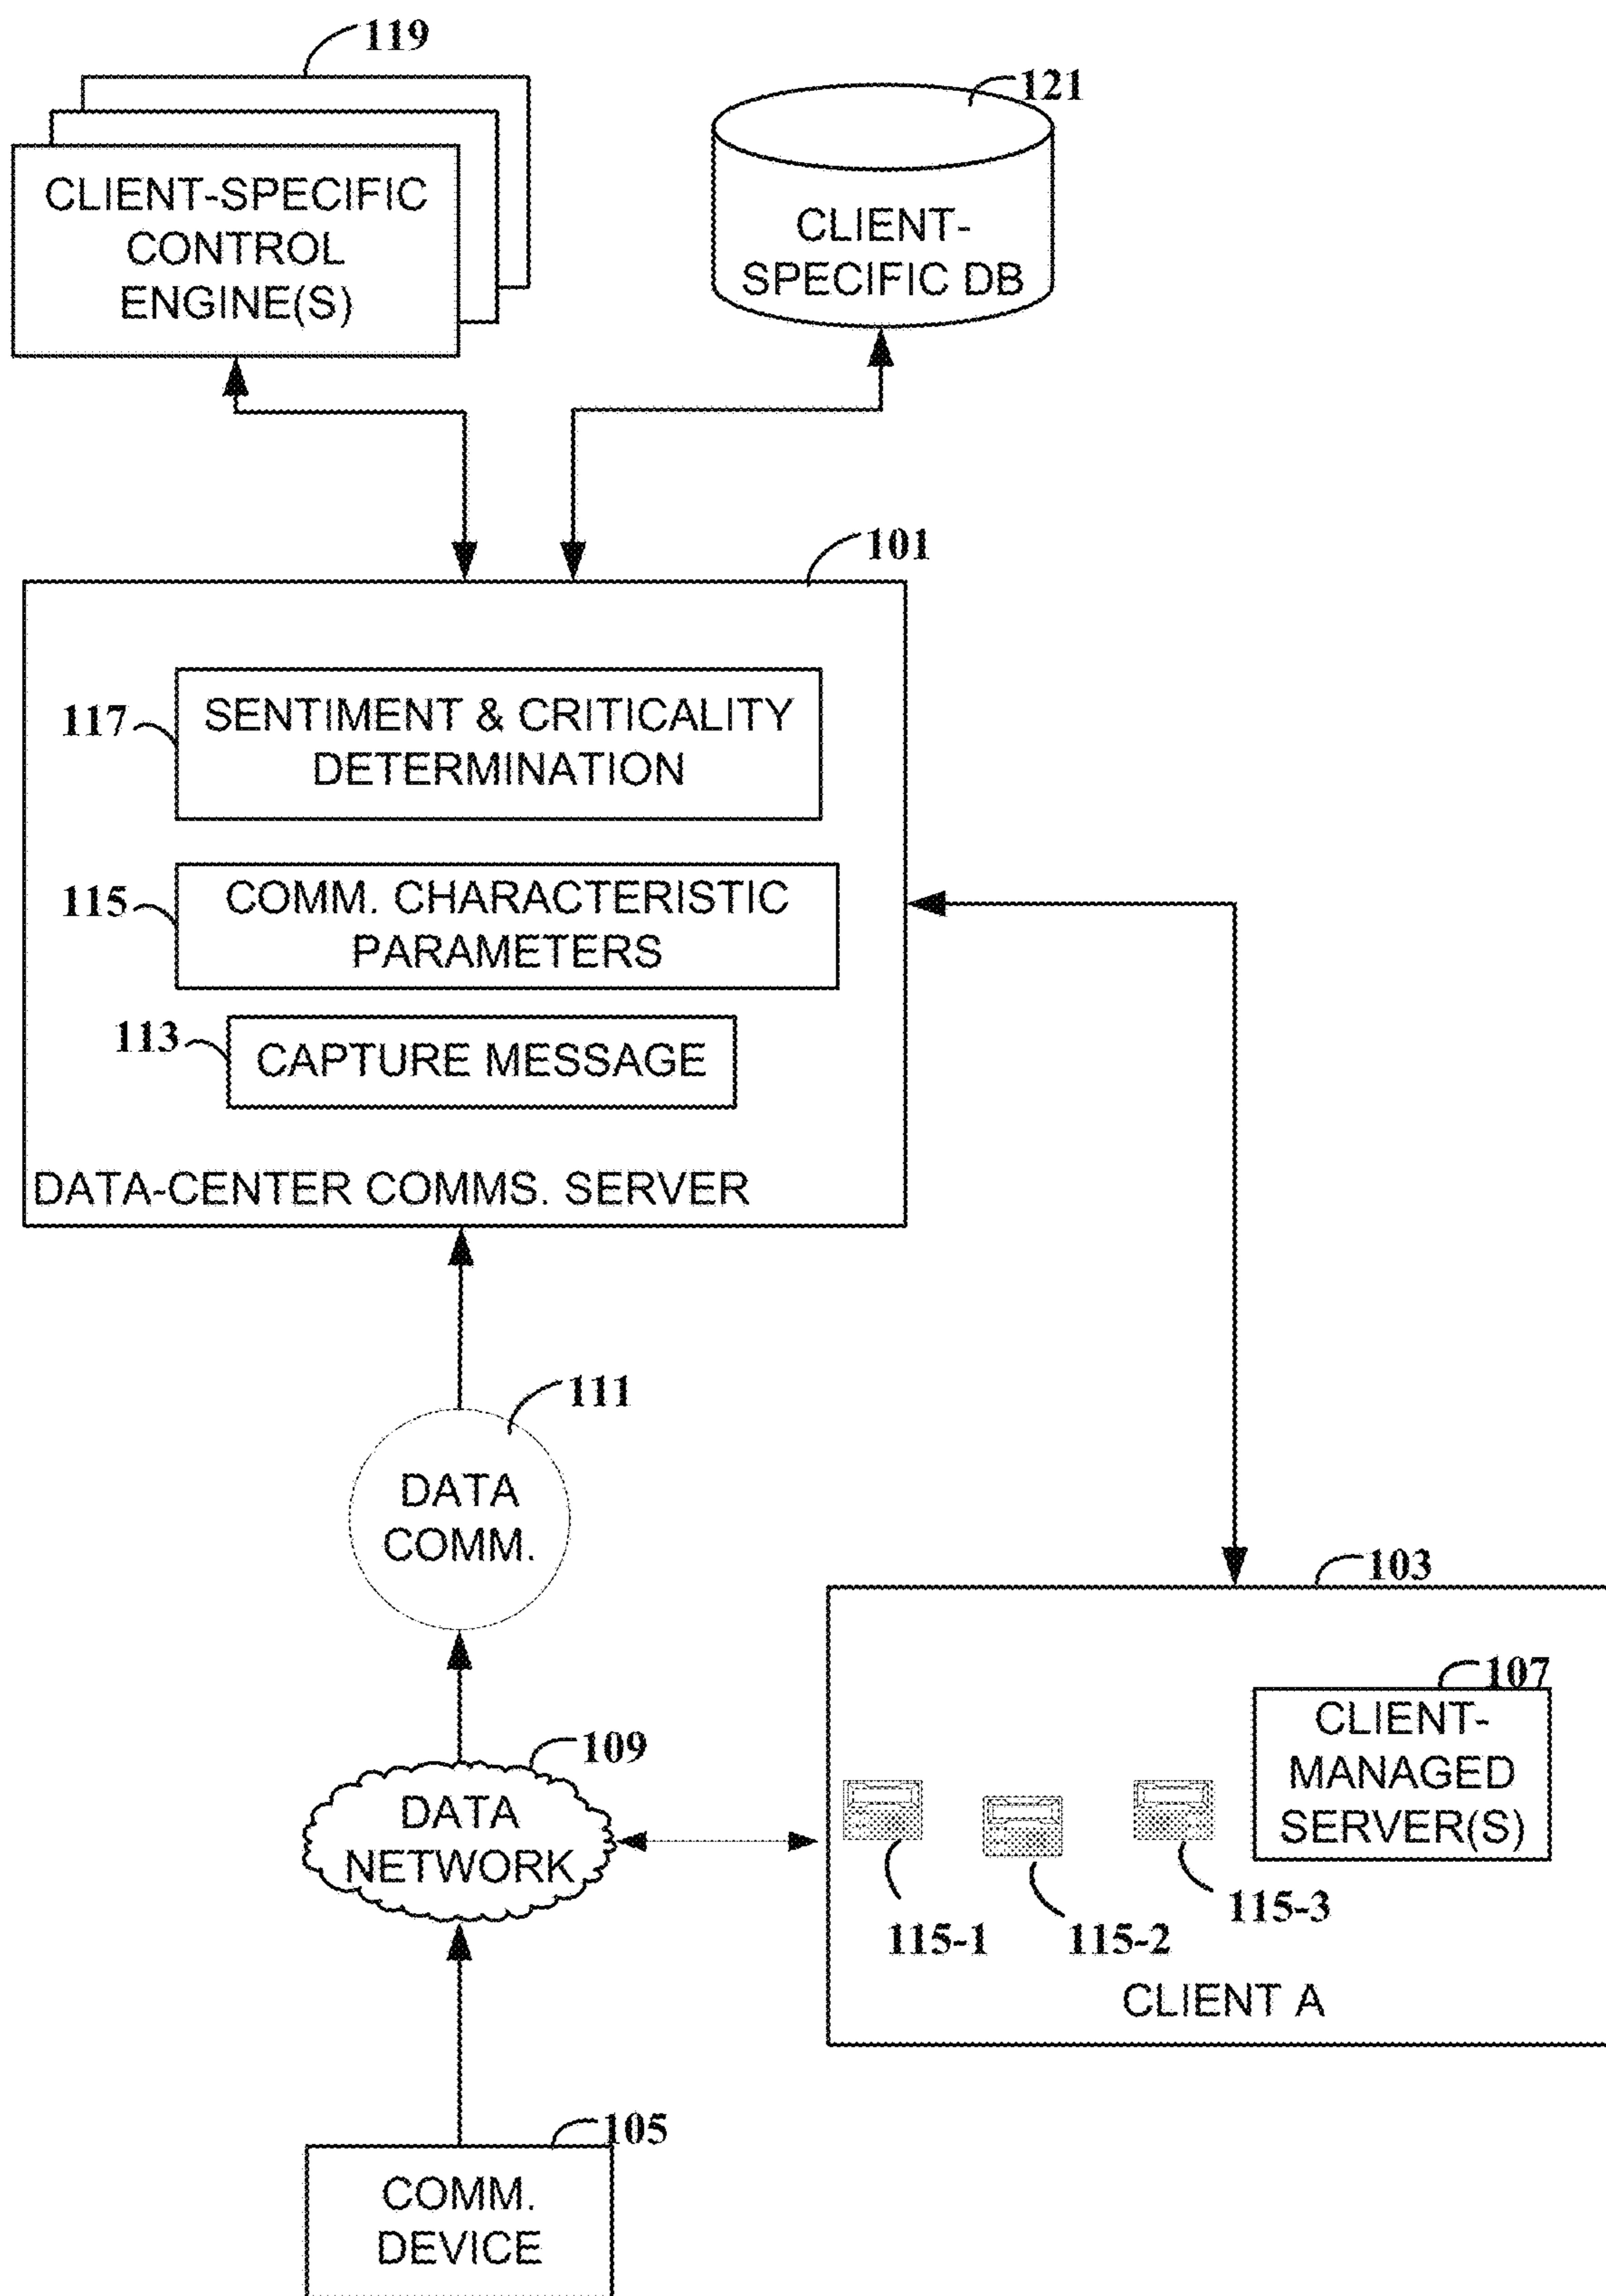 119
121
CLIENT-SPECIFIC
CONTROL
ENGINE(S)
CLIENT-
SPECIFIC DB
101
117
SENTIMENT & CRITICALITY
DETERMINATION
115
COMM. CHARACTERISTIC
PARAMETERS
113
CAPTURE MESSAGE
DATA-CENTER COMMS. SERVER
111
DATA
COMM.
103
107
CLIENT-
MANAGED
SERVER(S)
109
DATA
NETWORK
115-1
115-2
115-3
CLIENT A
105
COMM.
DEVICE